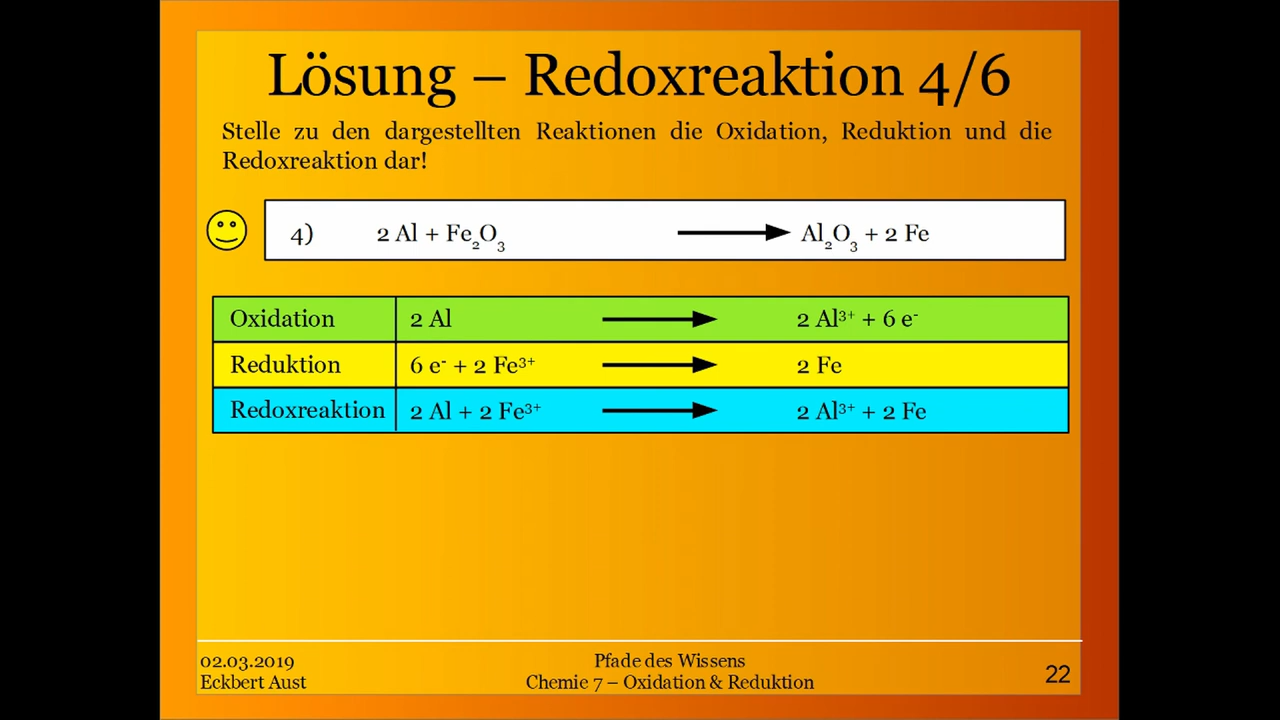 Lösung – Redoxreaktion 4/6
Stelle zu den dargestellten Reaktionen die Oxidation, Reduktion und die
Redoxreaktion dar!
4) 2 Al + Fe₂O₃ → Al₂O₃ + 2 Fe
Oxidation 2 Al → 2 Al³⁺ + 6 e⁻
Reduktion 6 e⁻ + 2 Fe³⁺ → 2 Fe
Redoxreaktion 2 Al + 2 Fe³⁺ → 2 Al³⁺ + 2 Fe
02.03.2019
Eckbert Aust
Pfade des Wissens
Chemie 7 – Oxidation & Reduktion
22